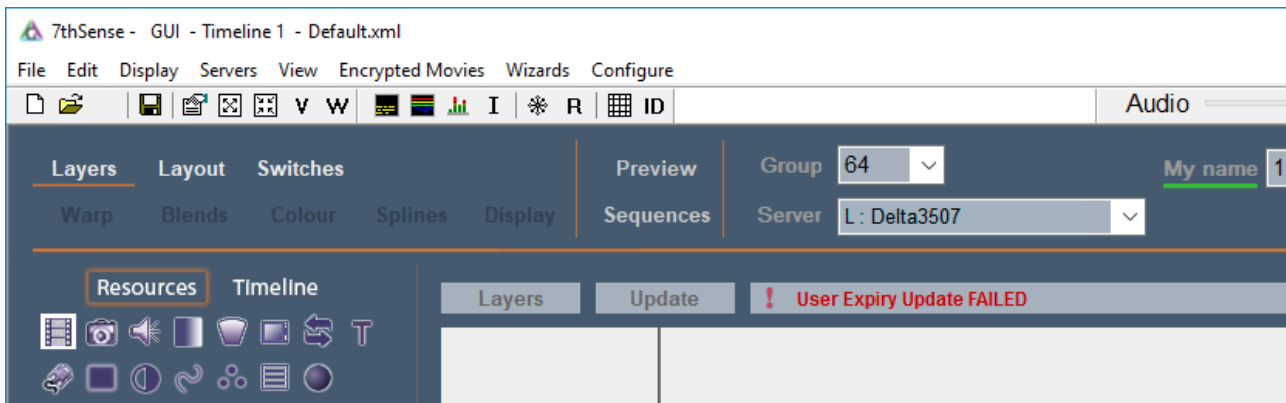 7thSense - GUI - Timeline 1 - Default.xml
File Edit Display Servers View Encrypted Movies Wizards Configure
V W I R ID Audio
Layers Layout Switches Preview Group 64 My name 1
Warp Blends Colour Splines Display Sequences Server L : Delta3507
Resources Timeline
Layers Update ! User Expiry Update FAILED
T